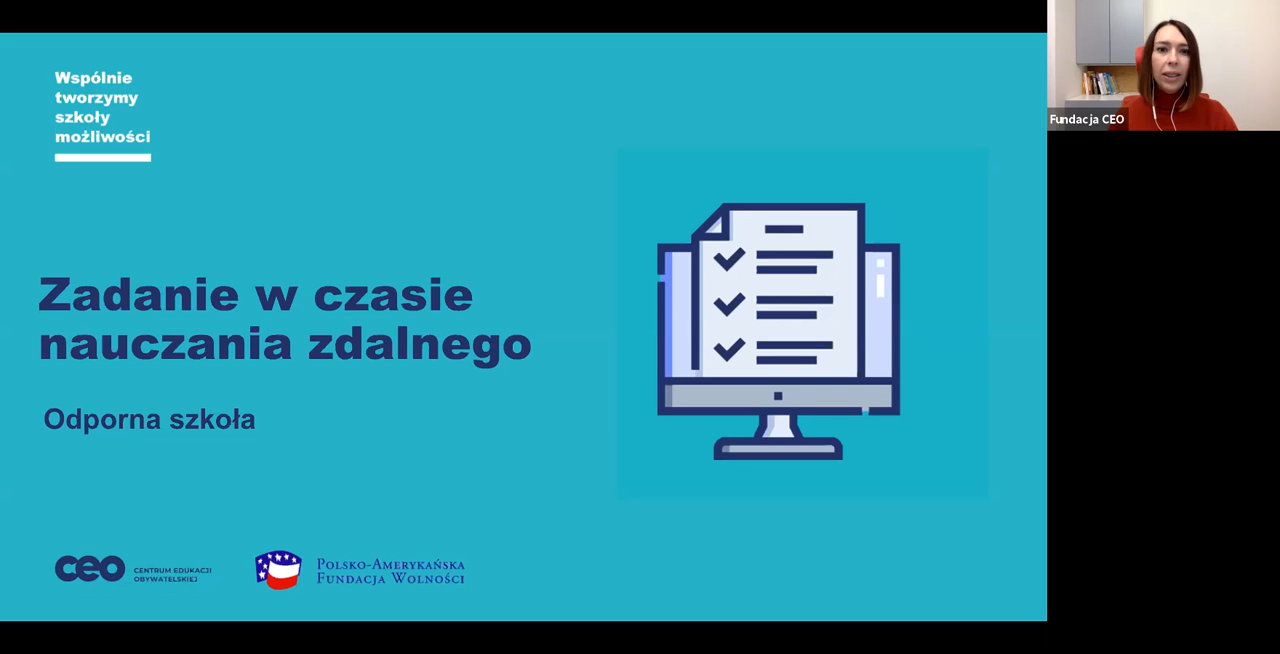 Wspólnie
tworzymy
szkoły
możliwości
Zadanie w czasie
nauczania zdalnego
Odporna szkoła
ceo
CENTRUM EDUKACJI
OBYWATELSKIEJ
POLSKO-AMERYKAŃSKA
FUNDACJA WOLNOŚCI
Fundacja CEO